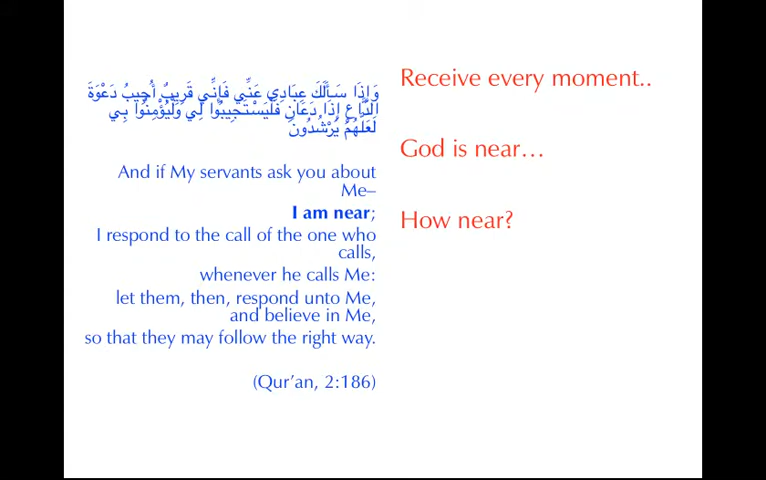 وَإِذَا سَأَلَكَ عِبَادِي عَنِّي فَإِنِّي قَرِيبٌ أُجِيبُ دَعْوَةَ
الدَّاعِ إِذَا دَعَانِ فَلْيَسْتَجِيبُوا لِي وَلْيُؤْمِنُوا بِي
لَعَلَّهُمْ يَرْشُدُونَ
And if My servants ask you about
Me–
I am near;
I respond to the call of the one who
calls,
whenever he calls Me:
let them, then, respond unto Me,
and believe in Me,
so that they may follow the right way.
(Qur’an, 2:186)
Receive every moment..
God is near…
How near?